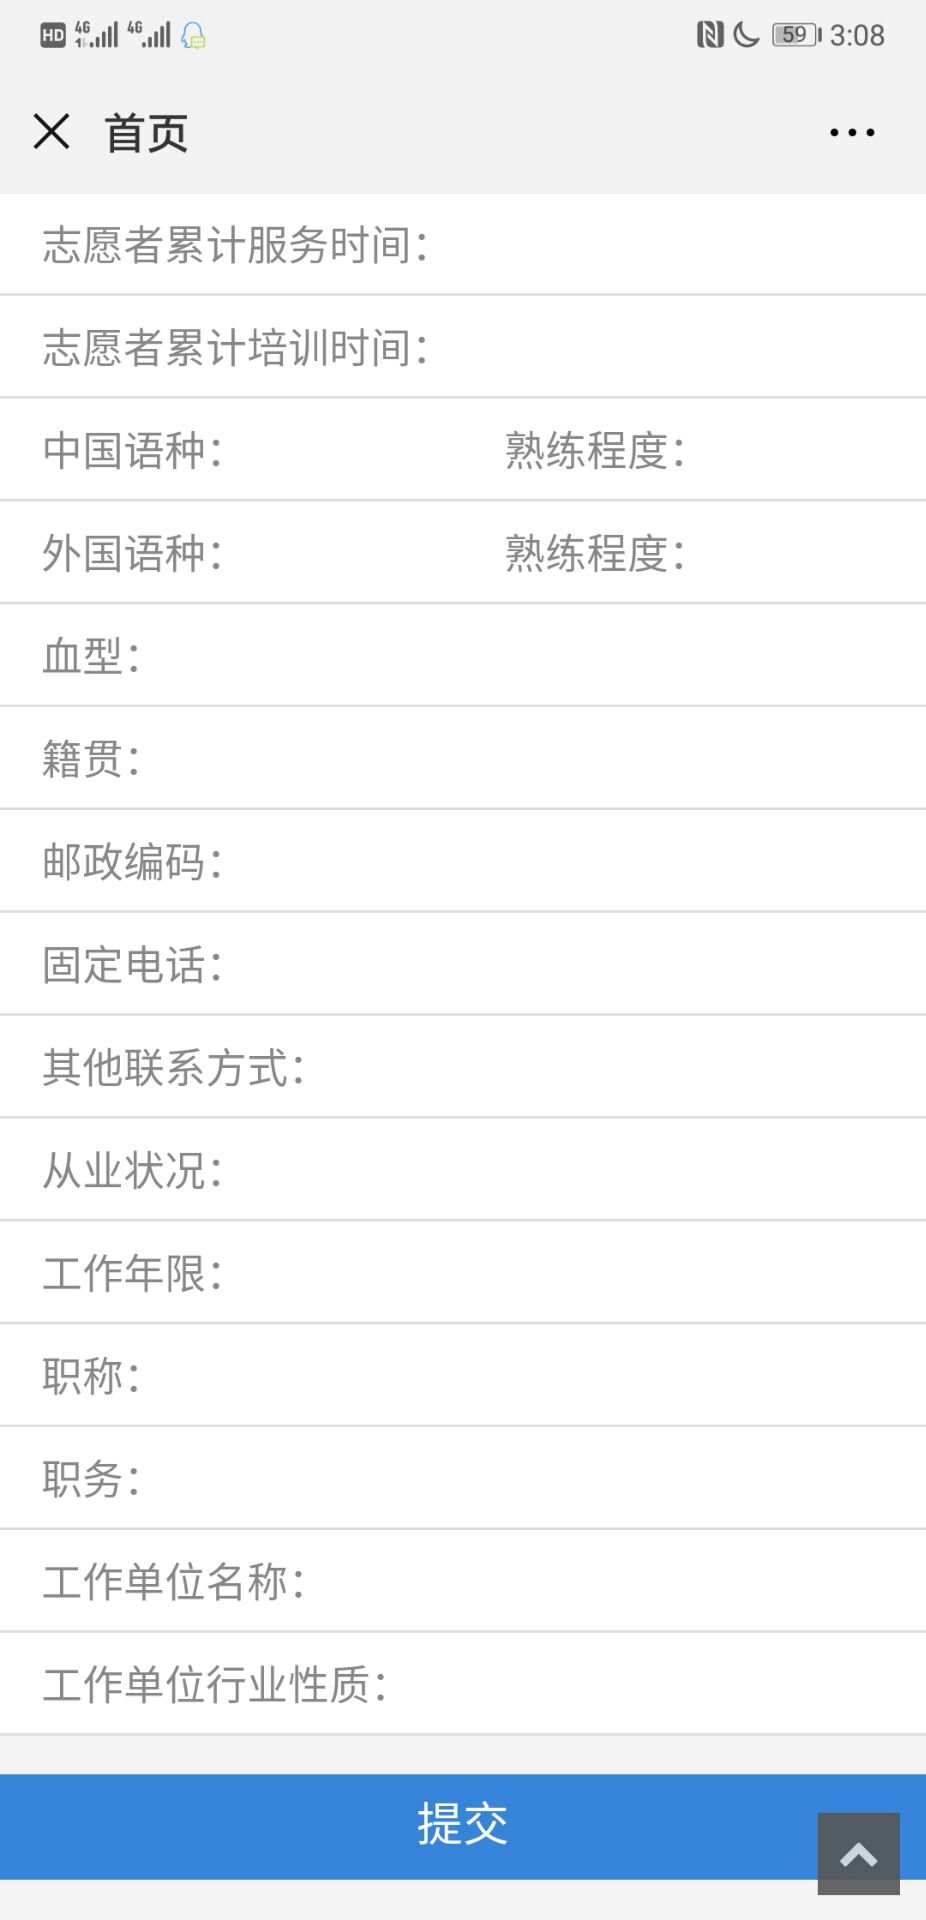 HD 4G 4G 59 3:08
首页
志愿者累计服务时间：
志愿者累计培训时间：
中国语种： 熟练程度：
外国语种： 熟练程度：
血型：
籍贯：
邮政编码：
固定电话：
其他联系方式：
从业状况：
工作年限：
职称：
职务：
工作单位名称：
工作单位行业性质：
提交